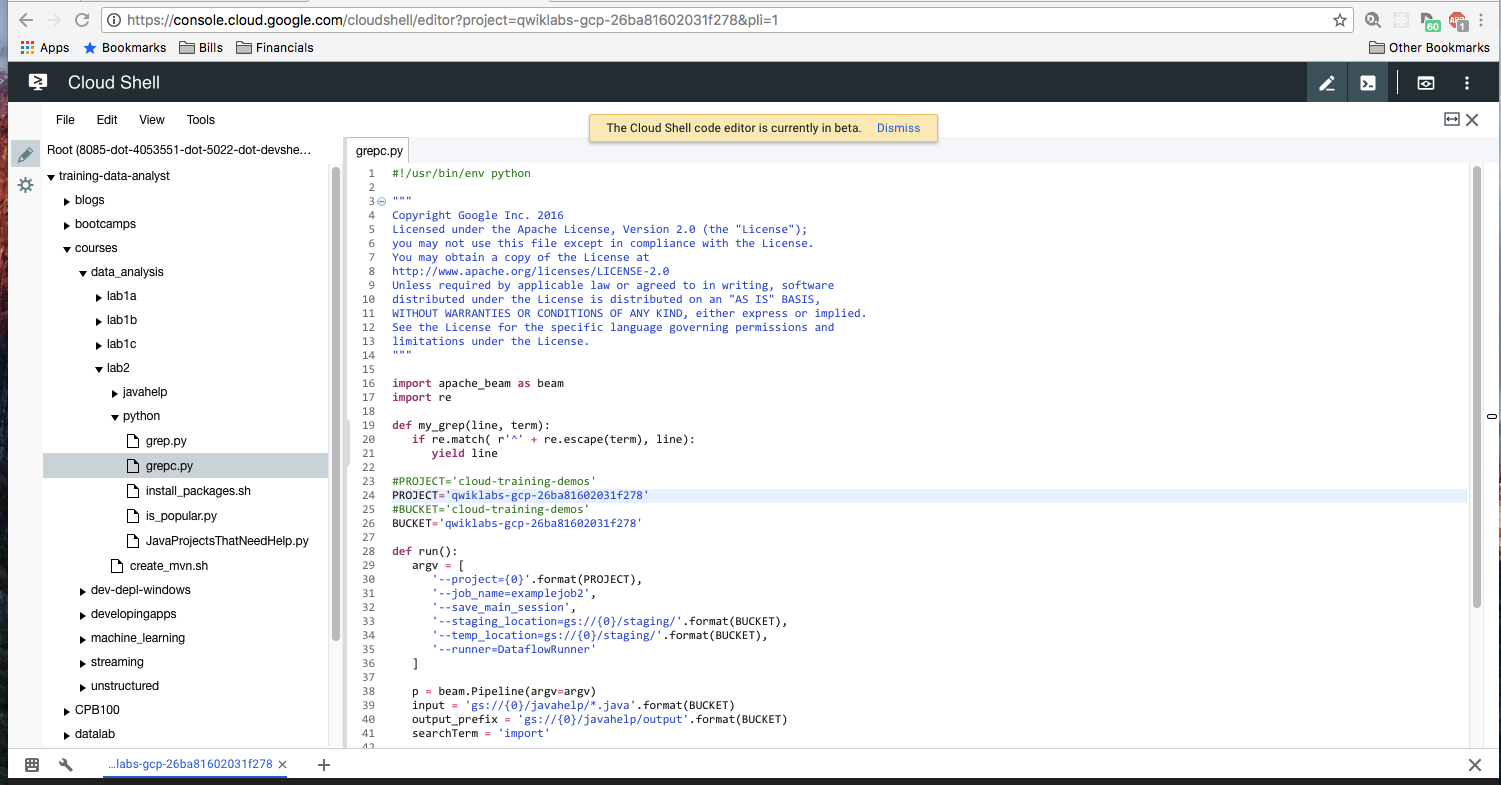 https://console.cloud.google.com/cloudshell/editor?project=qwiklabs-gcp-26ba81602031f278&pli=1
60
1
Apps Bookmarks Bills Financials Other Bookmarks
Cloud Shell
File Edit View Tools
The Cloud Shell code editor is currently in beta. Dismiss
Root (8085-dot-4053551-dot-5022-dot-devshe...
training-data-analyst
blogs
bootcamps
courses
data_analysis
lab1a
lab1b
lab1c
lab2
javahelp
python
grep.py
grepc.py
install_packages.sh
is_popular.py
JavaProjectsThatNeedHelp.py
create_mvn.sh
dev-depl-windows
developingapps
machine_learning
streaming
unstructured
CPB100
datalab
grepc.py
1 #!/usr/bin/env python
2
3 """
4 Copyright Google Inc. 2016
5 Licensed under the Apache License, Version 2.0 (the "License");
6 you may not use this file except in compliance with the License.
7 You may obtain a copy of the License at
8 http://www.apache.org/licenses/LICENSE-2.0
9 Unless required by applicable law or agreed to in writing, software
10 distributed under the License is distributed on an "AS IS" BASIS,
11 WITHOUT WARRANTIES OR CONDITIONS OF ANY KIND, either express or implied.
12 See the License for the specific language governing permissions and
13 limitations under the License.
14 """
15
16 import apache_beam as beam
17 import re
18
19 def my_grep(line, term):
20    if re.match( r'^' + re.escape(term), line):
21       yield line
22
23 #PROJECT='cloud-training-demos'
24 PROJECT='qwiklabs-gcp-26ba81602031f278'
25 #BUCKET='cloud-training-demos'
26 BUCKET='qwiklabs-gcp-26ba81602031f278'
27
28 def run():
29    argv = [
30       '--project={0}'.format(PROJECT),
31       '--job_name=examplejob2',
32       '--save_main_session',
33       '--staging_location=gs://{0}/staging/'.format(BUCKET),
34       '--temp_location=gs://{0}/staging/'.format(BUCKET),
35       '--runner=DataflowRunner'
36    ]
37
38    p = beam.Pipeline(argv=argv)
39    input = 'gs://{0}/javahelp/*.java'.format(BUCKET)
40    output_prefix = 'gs://{0}/javahelp/output'.format(BUCKET)
41    searchTerm = 'import'
42
...labs-gcp-26ba81602031f278